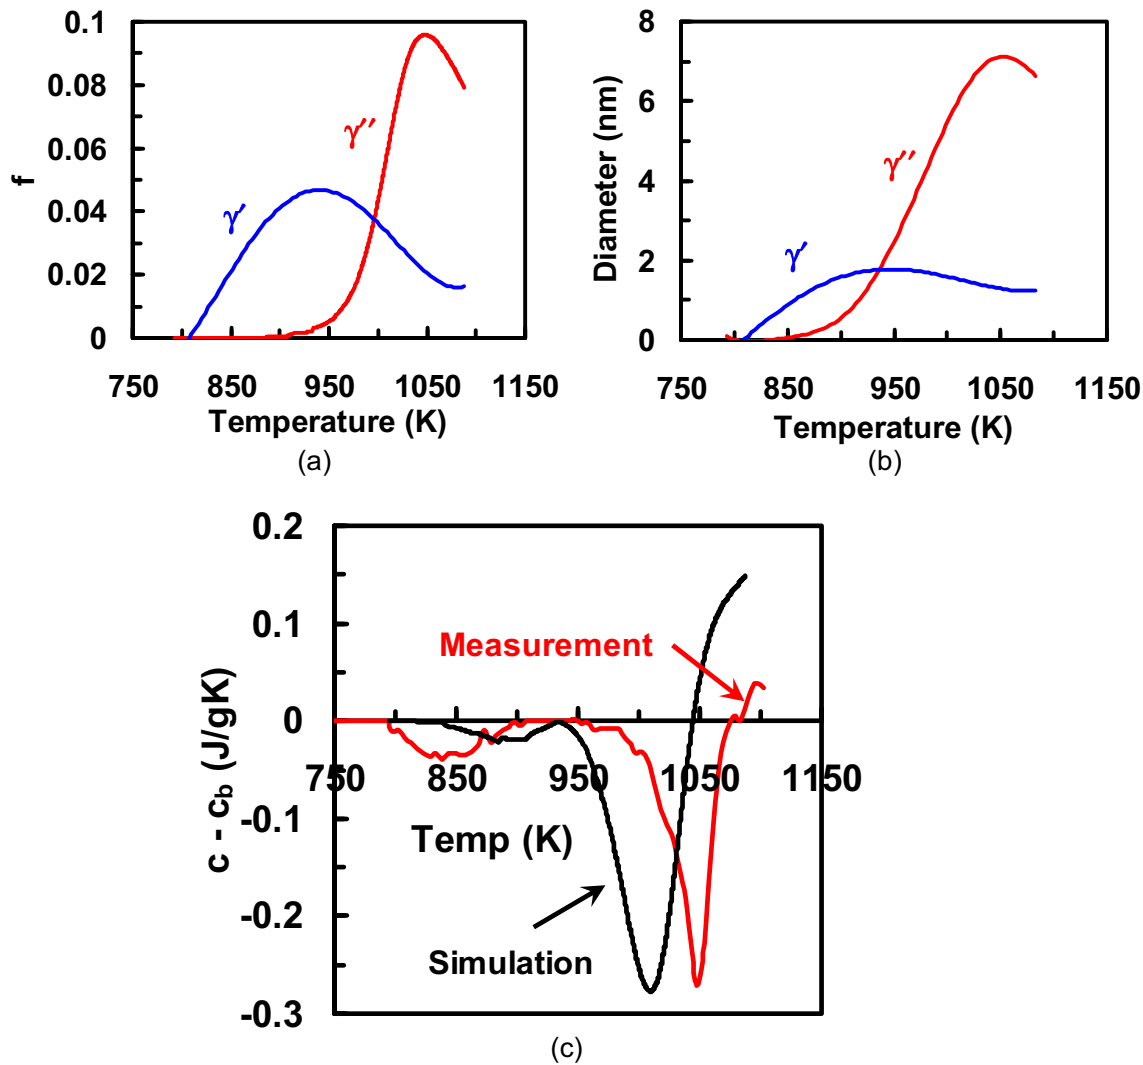 0.1
0.08
0.06
0.04
0.02
0
f
γ′′
γ′
750 850 950 1050 1150
Temperature (K)
(a)
8
6
4
2
0
Diameter (nm)
γ′′
γ′
750 850 950 1050 1150
Temperature (K)
(b)
0.2
0.1
0
-0.1
-0.2
-0.3
c - cb (J/gK)
Measurement
750 850 950 1050 1150
Temp (K)
Simulation
(c)